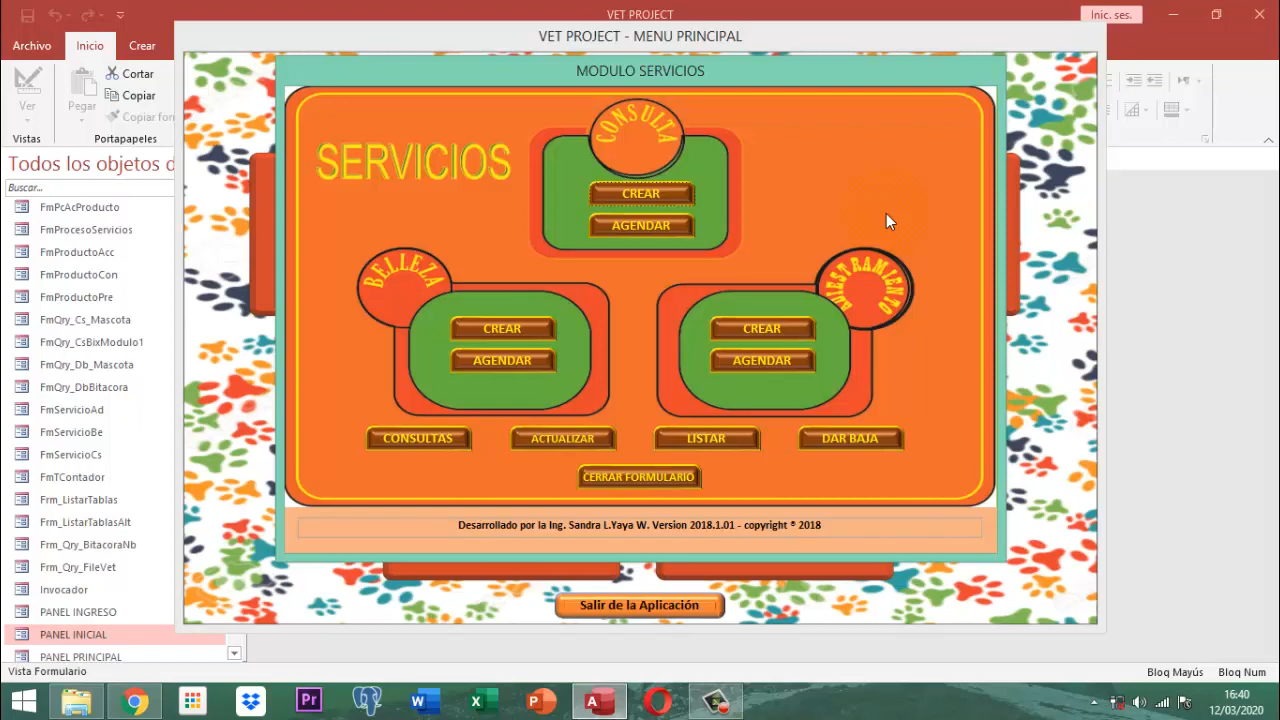 VET PROJECT
Inic. ses.
Archivo
Inicio
Crear
VET PROJECT - MENU PRINCIPAL
Ver
Pegar
Cortar
Copiar
Copiar for
Vistas
Portapapeles
Todos los objetos d
Buscar...
FmPcAcProducto
FmProcesoServicios
FmProductoAcc
FmProductoCon
FmProductoPre
FmQry_Cs_Mascota
FmQry_CsBixModulo1
FmQry_Db_Mascota
FmQry_DbBitacora
FmServicioAd
FmServicioBe
FmServicioCs
FmTContador
Frm_ListarTablas
Frm_ListarTablasAlt
Frm_Qry_BitacoraNb
Frm_Qry_FileVet
Invocador
PANEL INGRESO
PANEL INICIAL
PANEL PRINCIPAL
MODULO SERVICIOS
SERVICIOS
CONSULTA
CREAR
AGENDAR
BELLEZA
CREAR
AGENDAR
CREAR
AGENDAR
CONSULTAS
ACTUALIZAR
LISTAR
DAR BAJA
CERRAR FORMULARIO
Desarrollado por la Ing. Sandra L.Yaya W. Version 2018.1.01 - copyright ® 2018
Salir de la Aplicación
Vista Formulario
Bloq Mayús
Bloq Num
16:40
12/03/2020